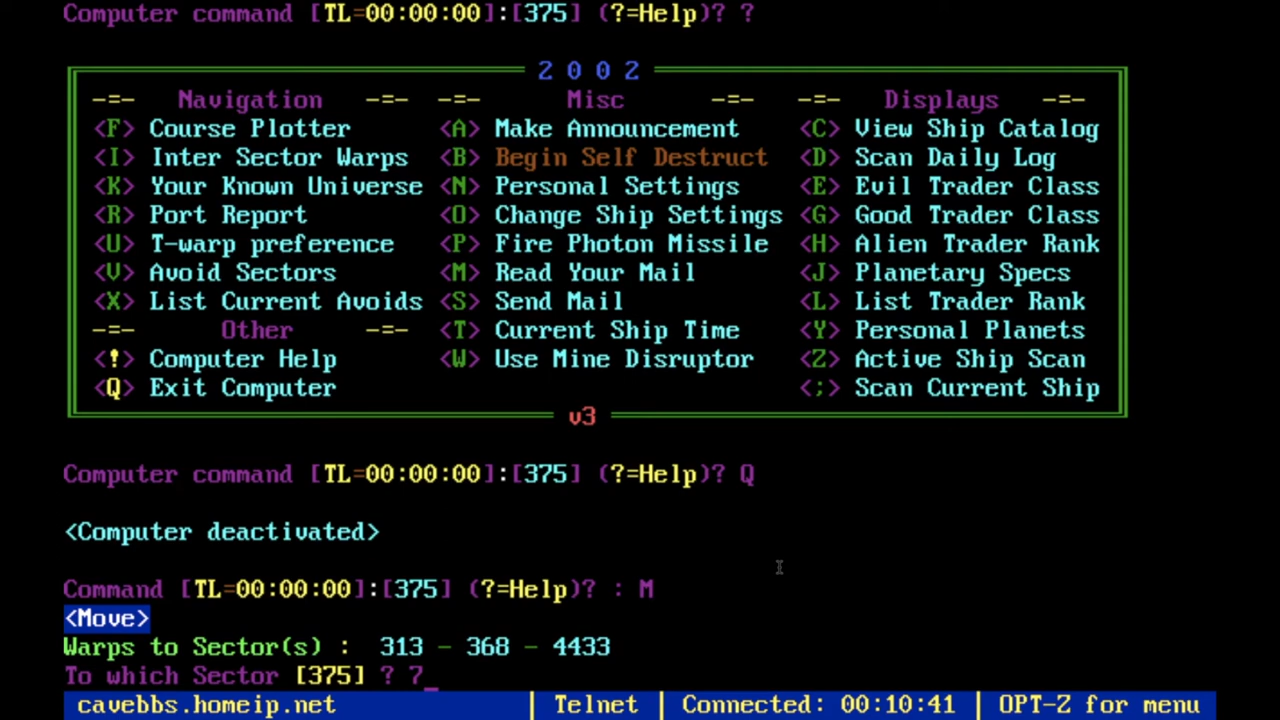 Computer command [TL=00:00:00]:[375] (?=Help)? ?
2 0 0 2
-=- Navigation -=- -=- Misc -=- -=- Displays -=-
<F> Course Plotter <A> Make Announcement <C> View Ship Catalog
<I> Inter Sector Warps <B> Begin Self Destruct <D> Scan Daily Log
<K> Your Known Universe <N> Personal Settings <E> Evil Trader Class
<R> Port Report <O> Change Ship Settings <G> Good Trader Class
<U> T-warp preference <P> Fire Photon Missile <H> Alien Trader Rank
<V> Avoid Sectors <M> Read Your Mail <J> Planetary Specs
<X> List Current Avoids <S> Send Mail <L> List Trader Rank
-=- Other -=- <T> Current Ship Time <Y> Personal Planets
<!> Computer Help <W> Use Mine Disruptor <Z> Active Ship Scan
<Q> Exit Computer <;> Scan Current Ship
v3
Computer command [TL=00:00:00]:[375] (?=Help)? Q
<Computer deactivated>
Command [TL=00:00:00]:[375] (?=Help)? : M
<Move>
Warps to Sector(s) : 313 - 368 - 4433
To which Sector [375] ? 7_
cavebbs.homeip.net | Telnet | Connected: 00:10:41 | OPT-Z for menu